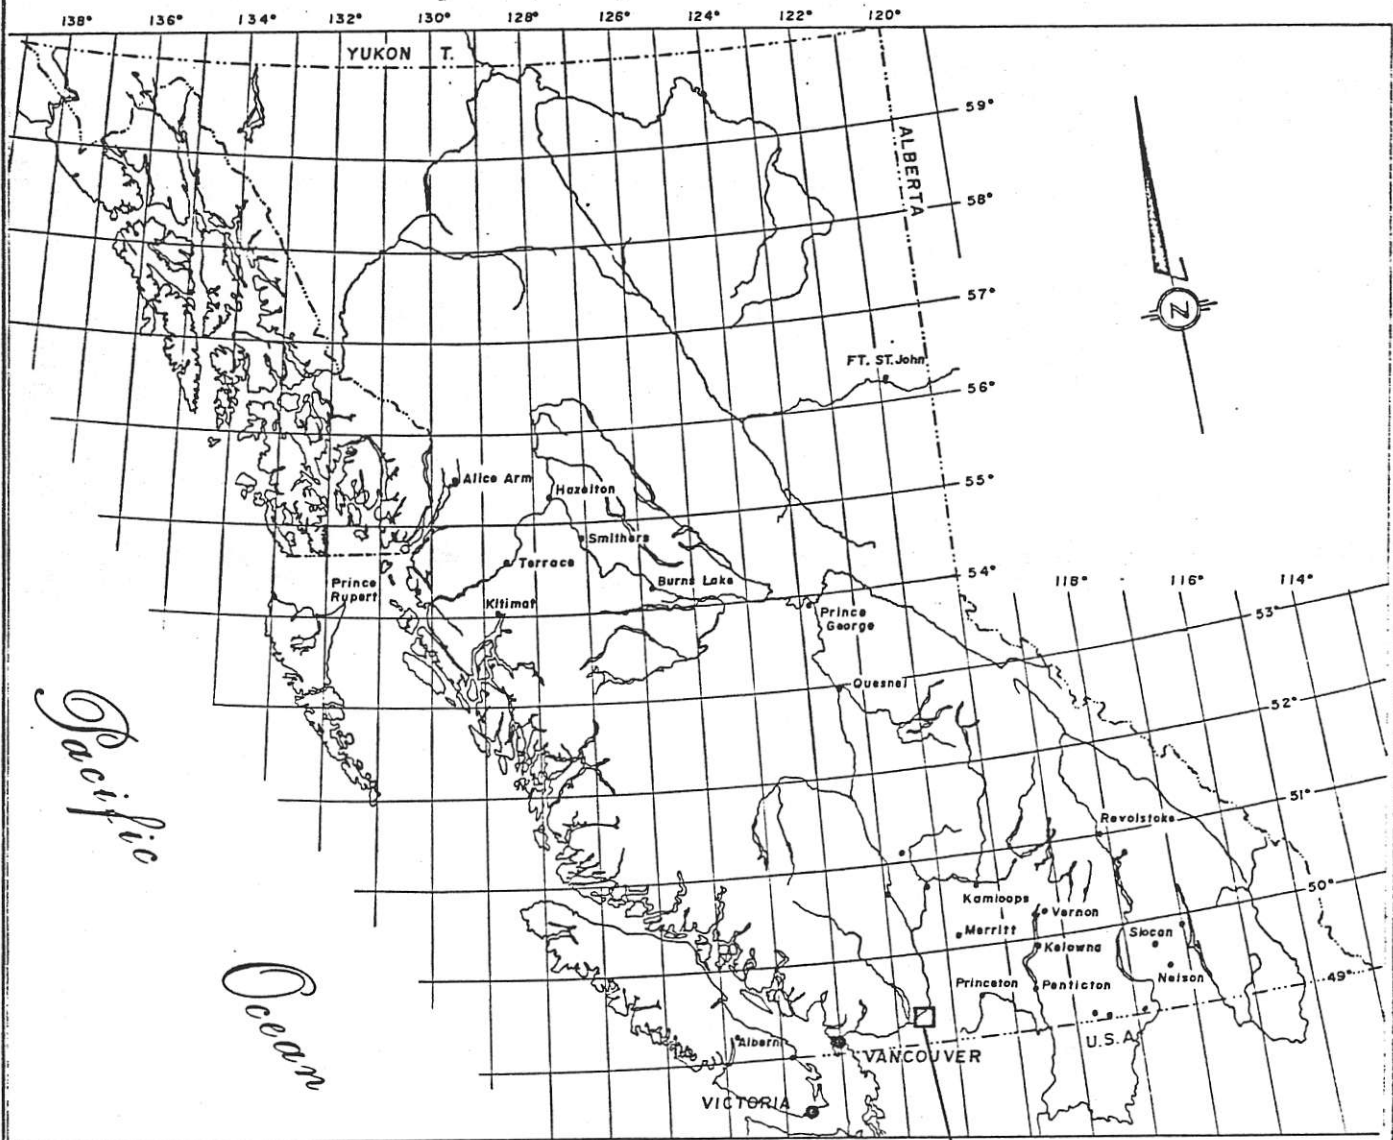 138° 136° 134° 132° 130° 128° 126° 124° 122° 120°
YUKON T.
59°
ALBERTA
58°
57°
FT. ST. John
56°
Alice Arm
55°
Hazelton
Smithers
Terrace
54°
Burns Lake
118° 116° 114°
Prince
Rupert
Kitimat
53°
Prince
George
Quesnel
52°
Pacific
51°
Revolstoke
50°
Kamloops
Vernon
Merritt
Slocan
Kelowna
49°
Nelson
Princeton
Penticton
Ocean
U.S.A.
Alberni
VANCOUVER
VICTORIA
Z